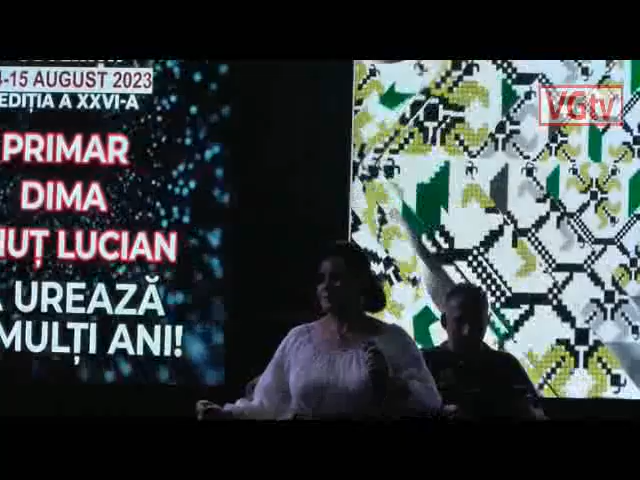 -15 AUGUST 2023
EDIȚIA A XXVI-A
VGtv
PRIMAR
DIMA
NUȚ LUCIAN
UREAZĂ
MULȚI ANI!